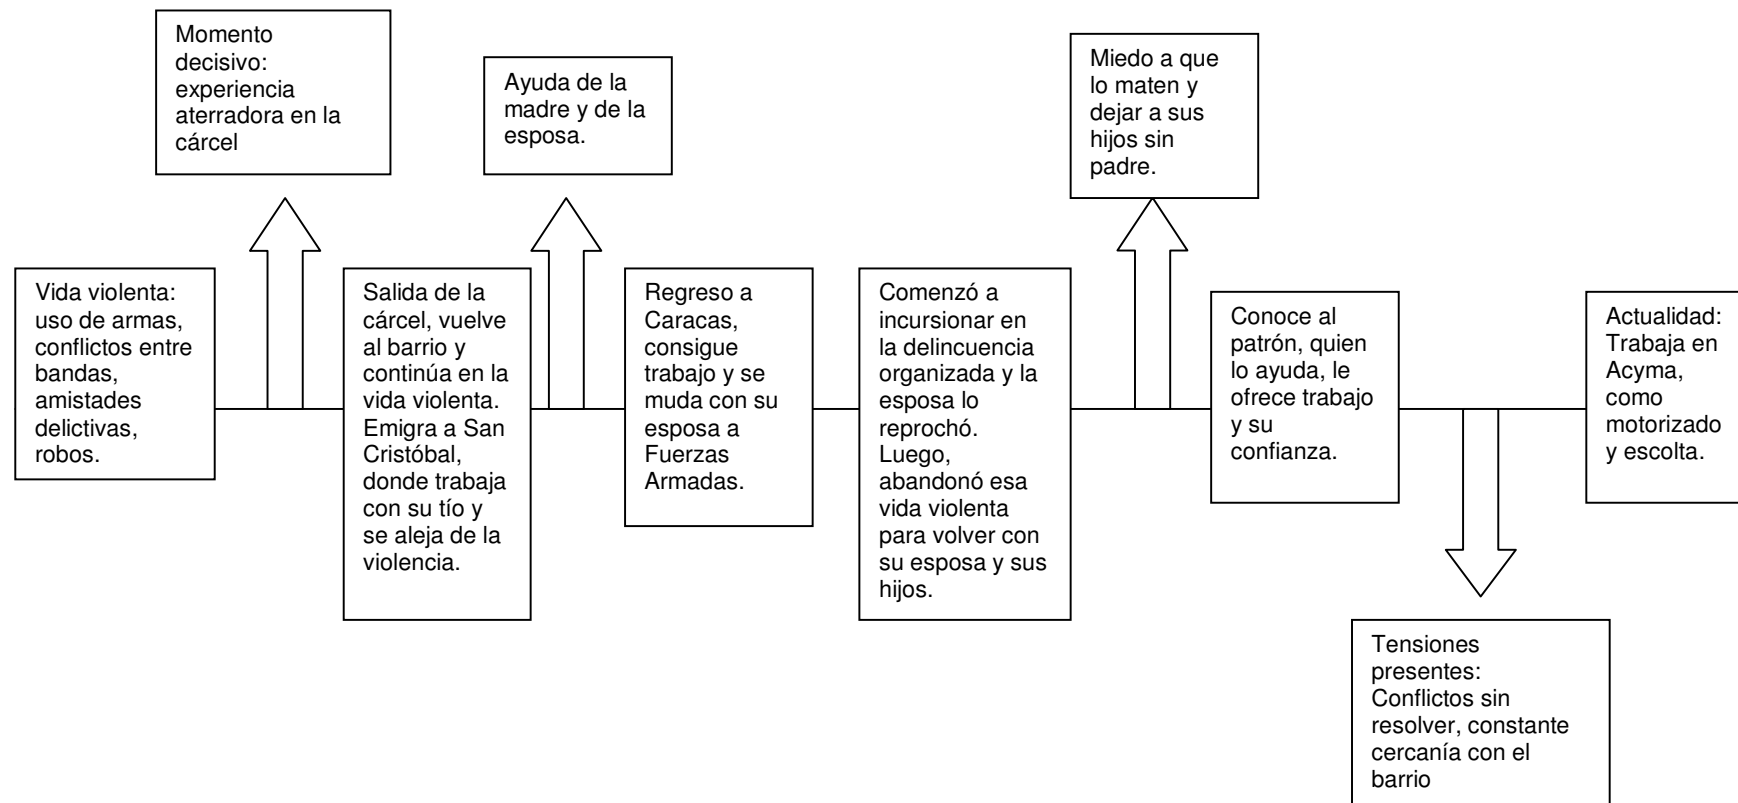 Momento
decisivo:
experiencia
aterradora en la
cárcel
Ayuda de la
madre y de la
esposa.
Miedo a que
lo maten y
dejar a sus
hijos sin
padre.
Vida violenta:
uso de armas,
conflictos entre
bandas,
amistades
delictivas,
robos.
Salida de la
cárcel, vuelve
al barrio y
continúa en la
vida violenta.
Emigra a San
Cristóbal,
donde trabaja
con su tío y
se aleja de la
violencia.
Regreso a
Caracas,
consigue
trabajo y se
muda con su
esposa a
Fuerzas
Armadas.
Comenzó a
incursionar en
la delincuencia
organizada y la
esposa lo
reprochó.
Luego,
abandonó esa
vida violenta
para volver con
su esposa y sus
hijos.
Conoce al
patrón, quien
lo ayuda, le
ofrece trabajo
y su
confianza.
Actualidad:
Trabaja en
Acyma,
como
motorizado
y escolta.
Tensiones
presentes:
Conflictos sin
resolver, constante
cercanía con el
barrio